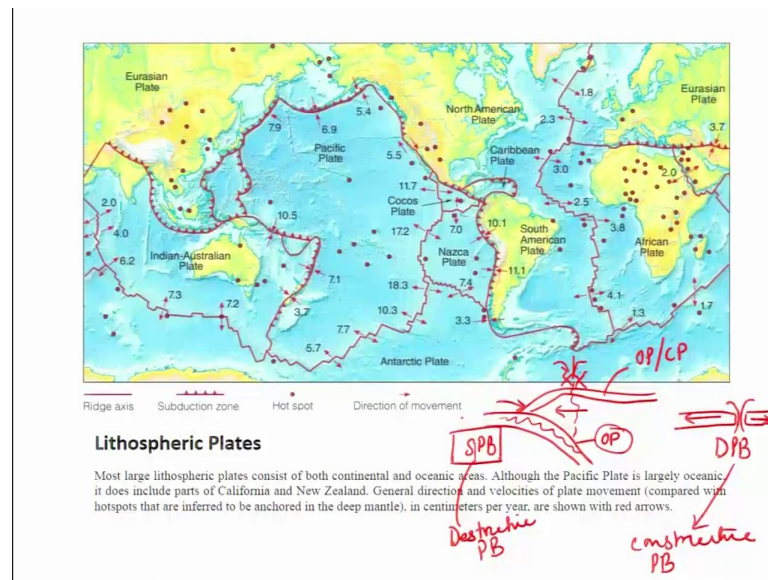 Eurasian
Plate
North American
Plate
Eurasian
Plate
Pacific
Plate
Caribbean
Plate
Cocos
Plate
Indian-Australian
Plate
Nazca
Plate
South
American
Plate
African
Plate
Antarctic Plate
7.9
6.9
5.4
5.5
11.7
17.2
7.0
10.1
11.1
7.4
18.3
10.3
3.3
7.7
5.7
3.7
7.1
10.5
2.0
4.0
6.2
7.3
7.2
1.8
2.3
3.0
2.5
3.8
4.1
1.3
1.7
2.0
3.7
Ridge axis
Subduction zone
Hot spot
Direction of movement
OP/CP
OP
SPB
DPB
Lithospheric Plates
Most large lithospheric plates consist of both continental and oceanic areas. Although the Pacific Plate is largely oceanic,
it does include parts of California and New Zealand. General direction and velocities of plate movement (compared with
hotspots that are inferred to be anchored in the deep mantle), in centimeters per year, are shown with red arrows.
Destructive
PB
Constructive
PB